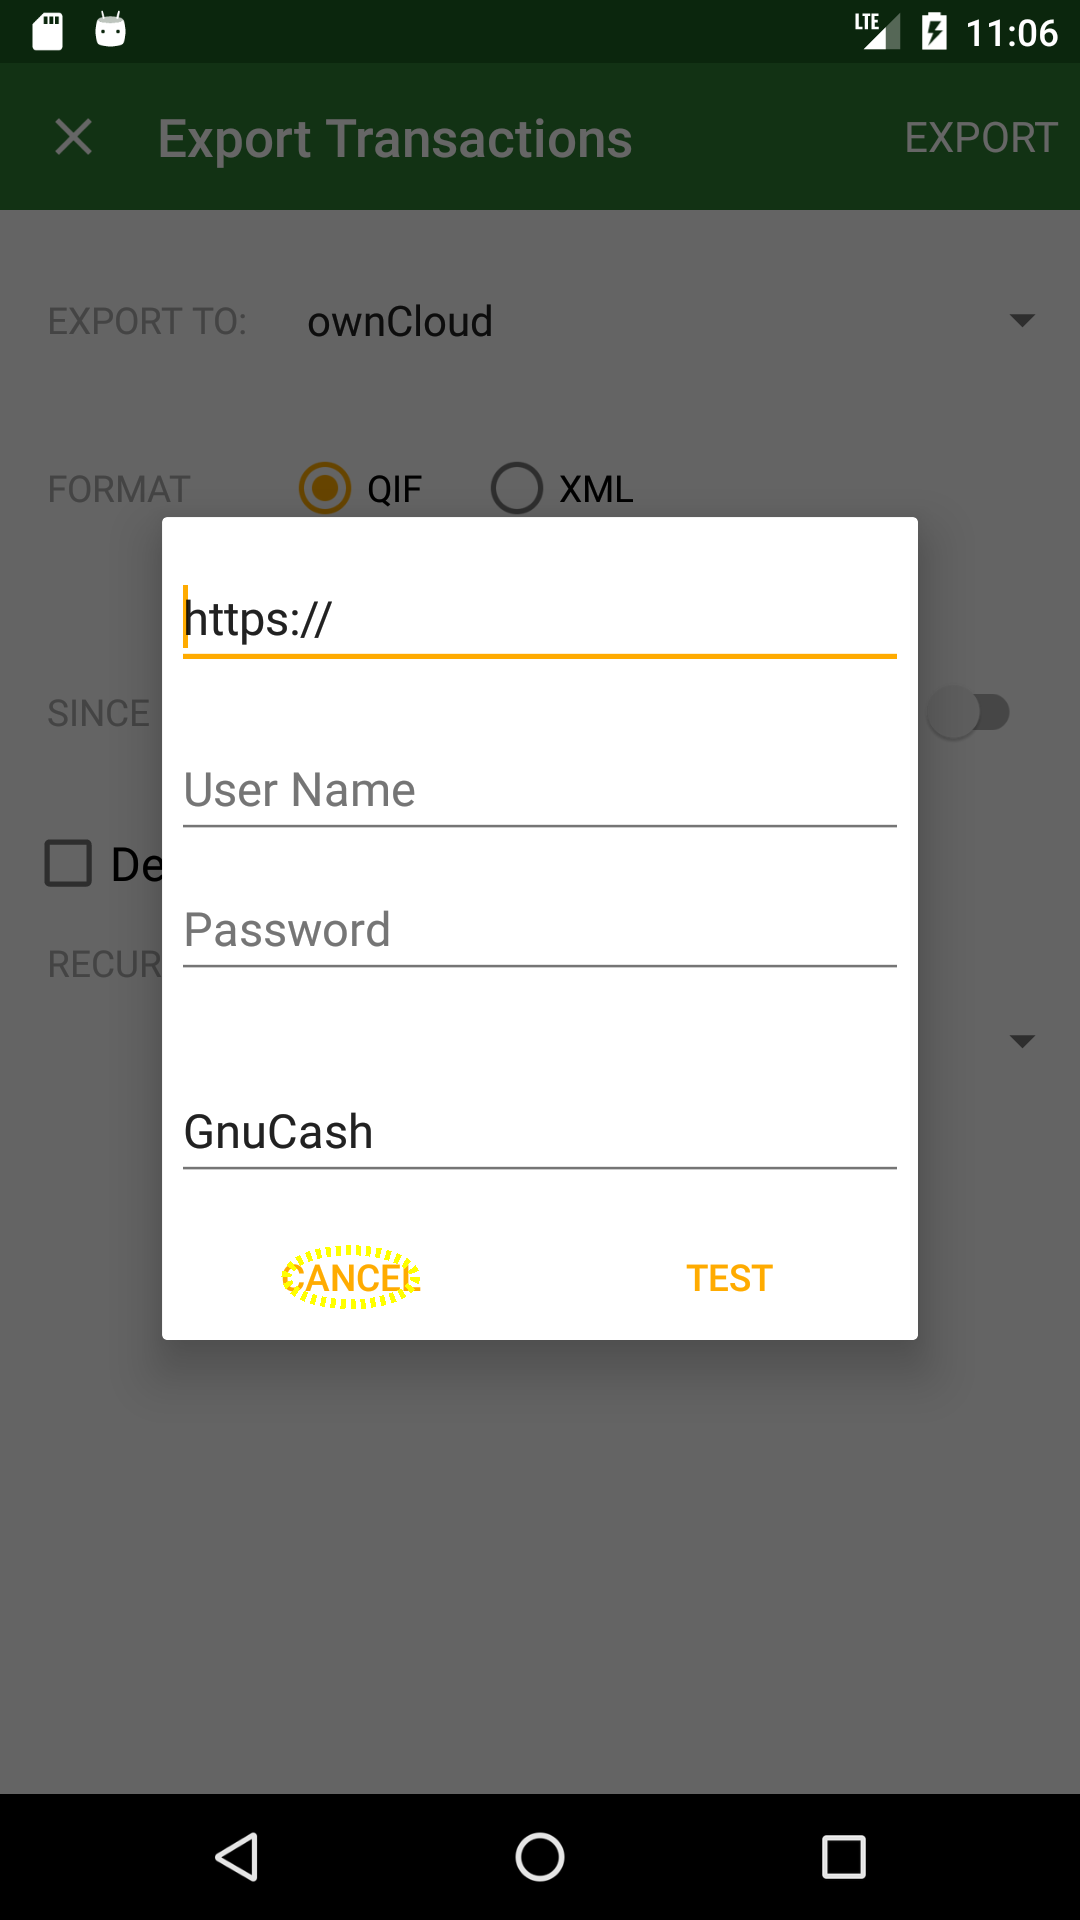 LTE 11:06
Export Transactions EXPORT
EXPORT TO: ownCloud
FORMAT QIF XML
https://
SINCE
User Name
De
Password
RECUR
GnuCash
CANCEL TEST